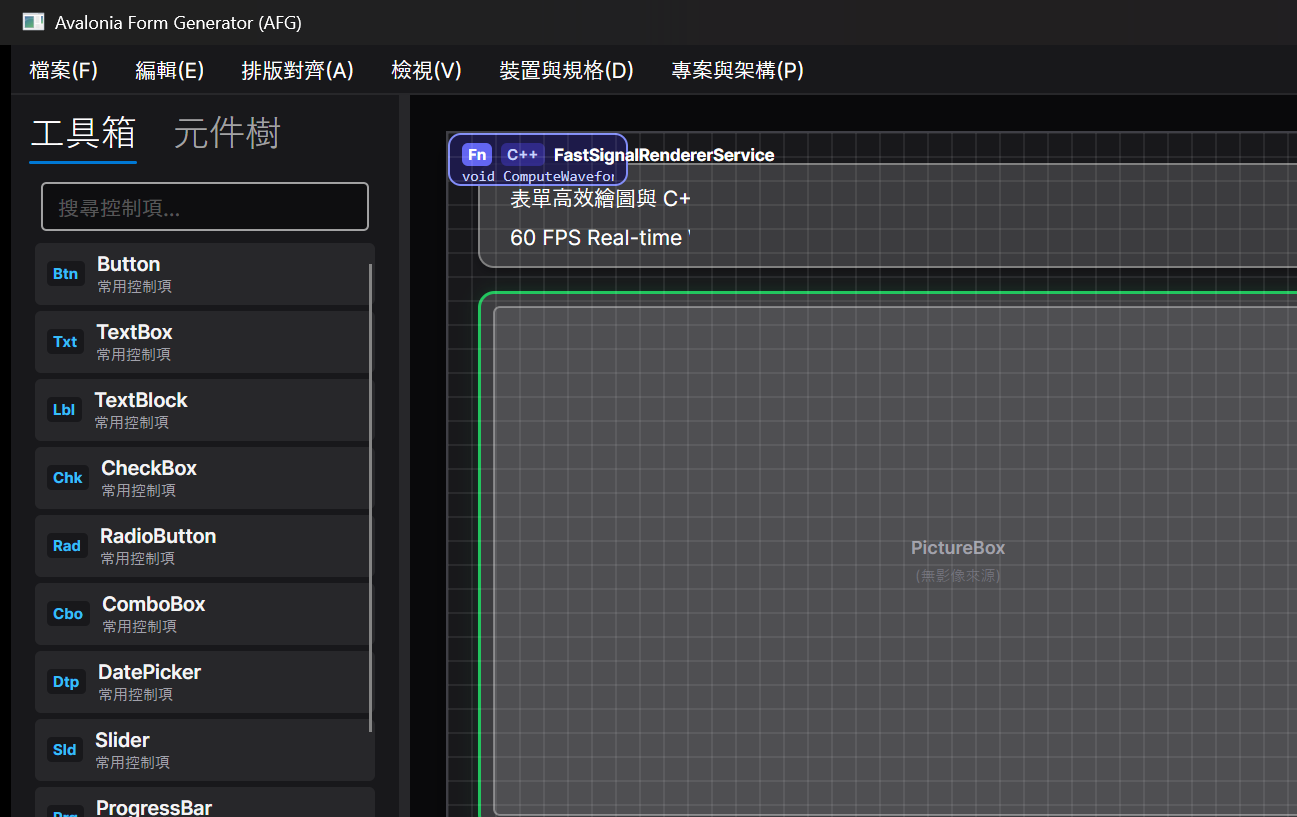 Avalonia Form Generator (AFG)
檔案(F) 編輯(E) 排版對齊(A) 檢視(V) 裝置與規格(D) 專案與架構(P)
工具箱 元件樹
搜尋控制項...
Btn Button
常用控制項
Txt TextBox
常用控制項
Lbl TextBlock
常用控制項
Chk CheckBox
常用控制項
Rad RadioButton
常用控制項
Cbo ComboBox
常用控制項
Dtp DatePicker
常用控制項
Sld Slider
常用控制項
Prg ProgressBar
Fn C++ FastSignalRendererService
void ComputeWavefor
表單高效繪圖與 C+
60 FPS Real-time
PictureBox
(無影像來源)